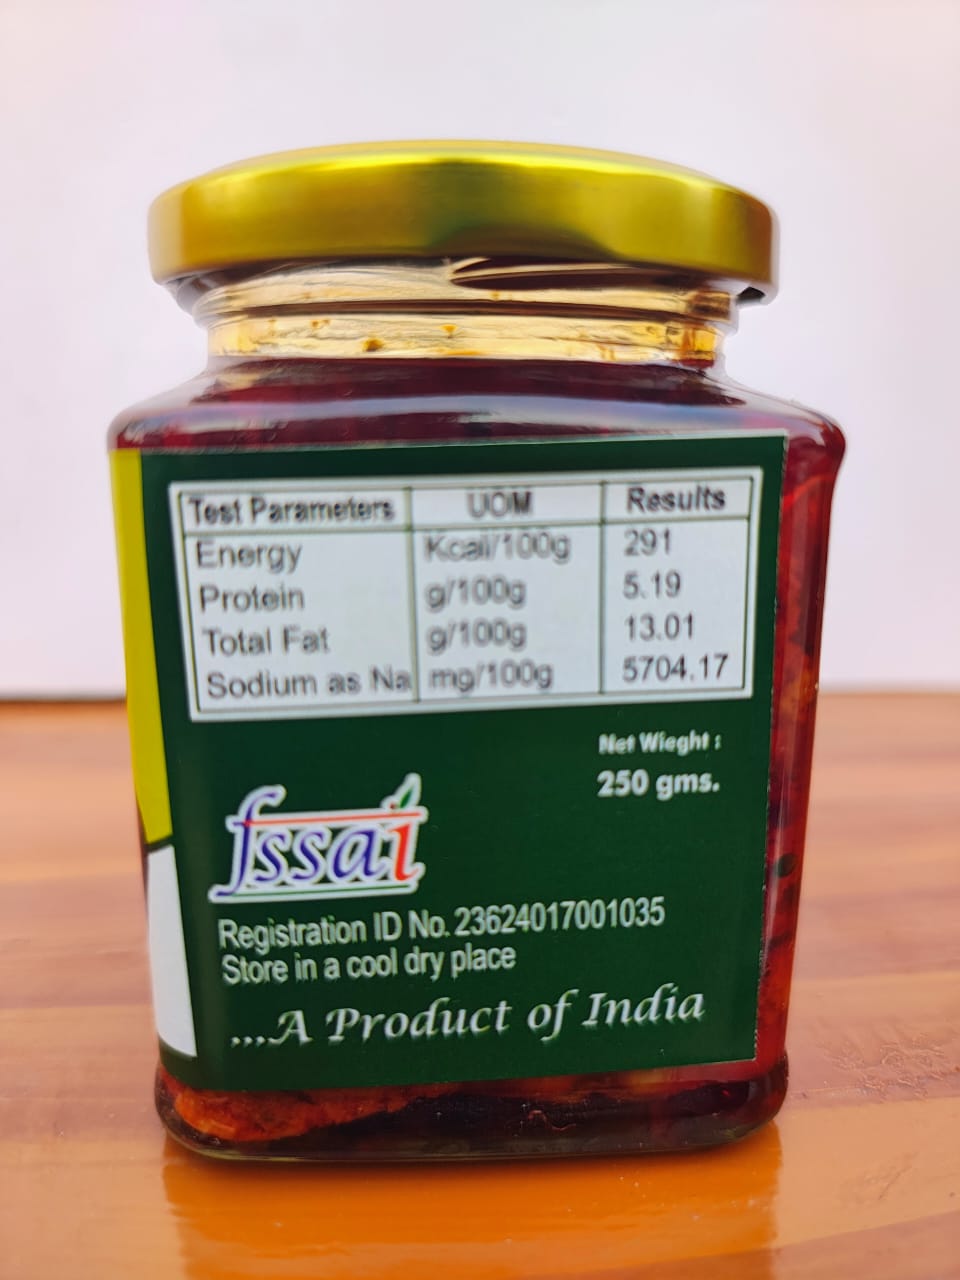 Test Parameters UOM Results
Energy Kcal/100g 291
Protein g/100g 5.19
Total Fat g/100g 13.01
Sodium as Na mg/100g 5704.17
Net Wieght :
250 gms.
fssai
Registration ID No. 23624017001035
Store in a cool dry place
...A Product of India